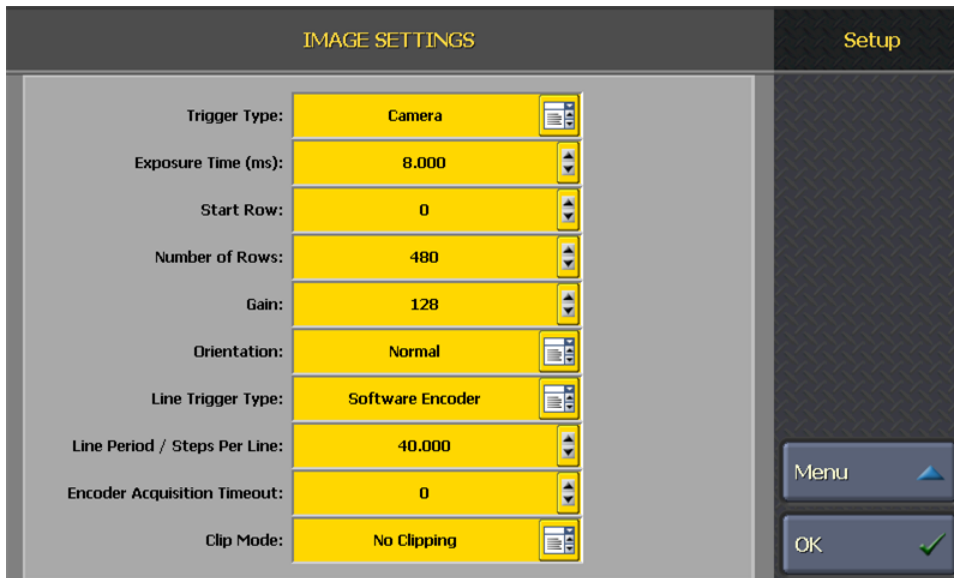 IMAGE SETTINGS
Setup
Trigger Type: Camera
Exposure Time (ms): 8.000
Start Row: 0
Number of Rows: 480
Gain: 128
Orientation: Normal
Line Trigger Type: Software Encoder
Line Period / Steps Per Line: 40.000
Encoder Acquisition Timeout: 0
Clip Mode: No Clipping
Menu
OK